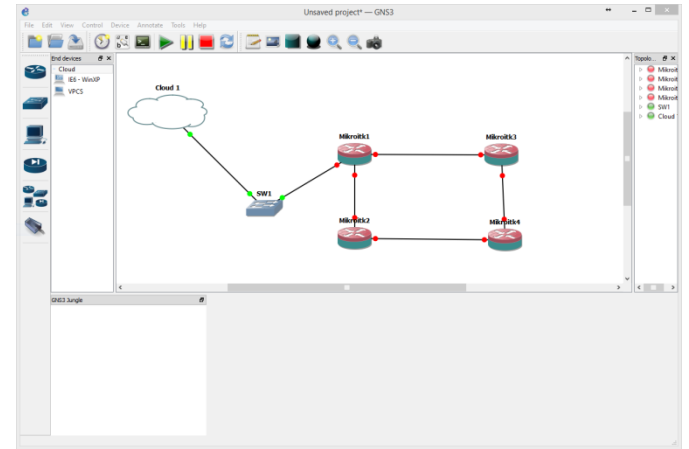 Unsaved project* — GNS3
File Edit View Control Device Annotate Tools Help
End devices
Cloud
IE6 - WinXP
VPCS
Topolo...
Mikroit
Mikroit
Mikroit
Mikroit
SW1
Cloud
Cloud 1
Mikroitk1
Mikroitk3
SW1
Mikroitk2
Mikroitk4
GNS3 Jungle